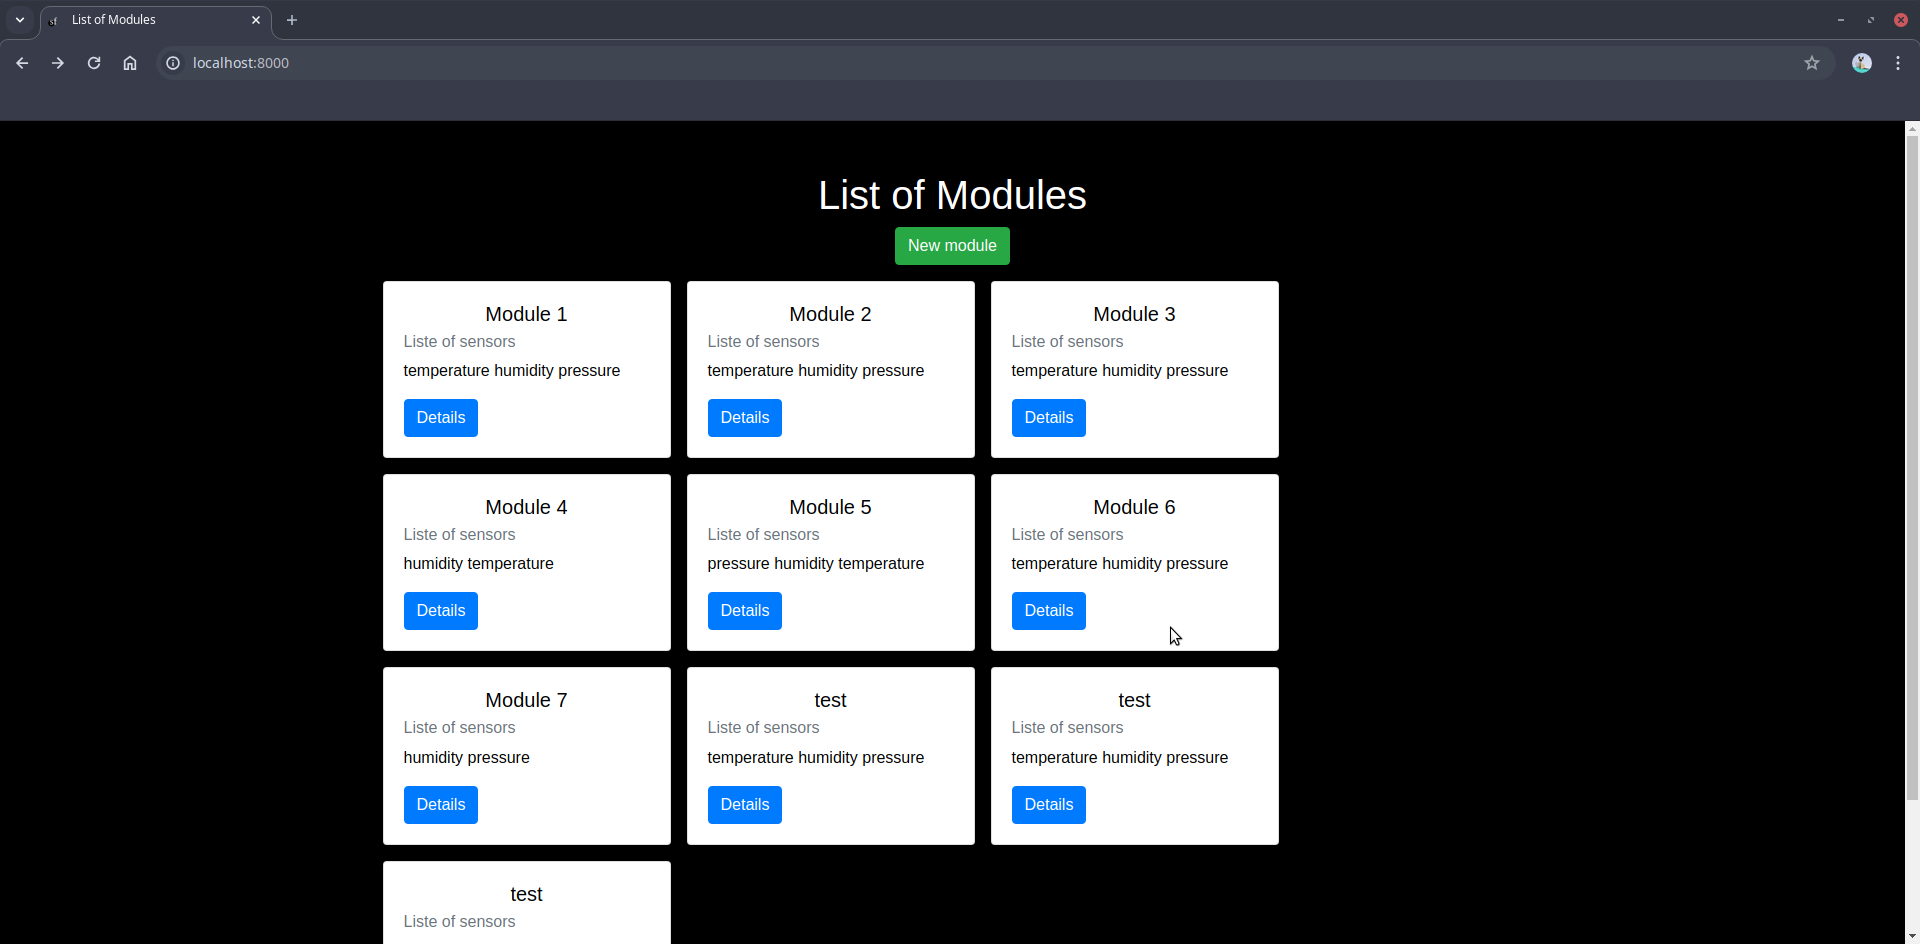 List of Modules
localhost:8000
List of Modules
New module
Module 1
Liste of sensors
temperature humidity pressure
Details
Module 2
Liste of sensors
temperature humidity pressure
Details
Module 3
Liste of sensors
temperature humidity pressure
Details
Module 4
Liste of sensors
humidity temperature
Details
Module 5
Liste of sensors
pressure humidity temperature
Details
Module 6
Liste of sensors
temperature humidity pressure
Details
Module 7
Liste of sensors
humidity pressure
Details
test
Liste of sensors
temperature humidity pressure
Details
test
Liste of sensors
temperature humidity pressure
Details
test
Liste of sensors